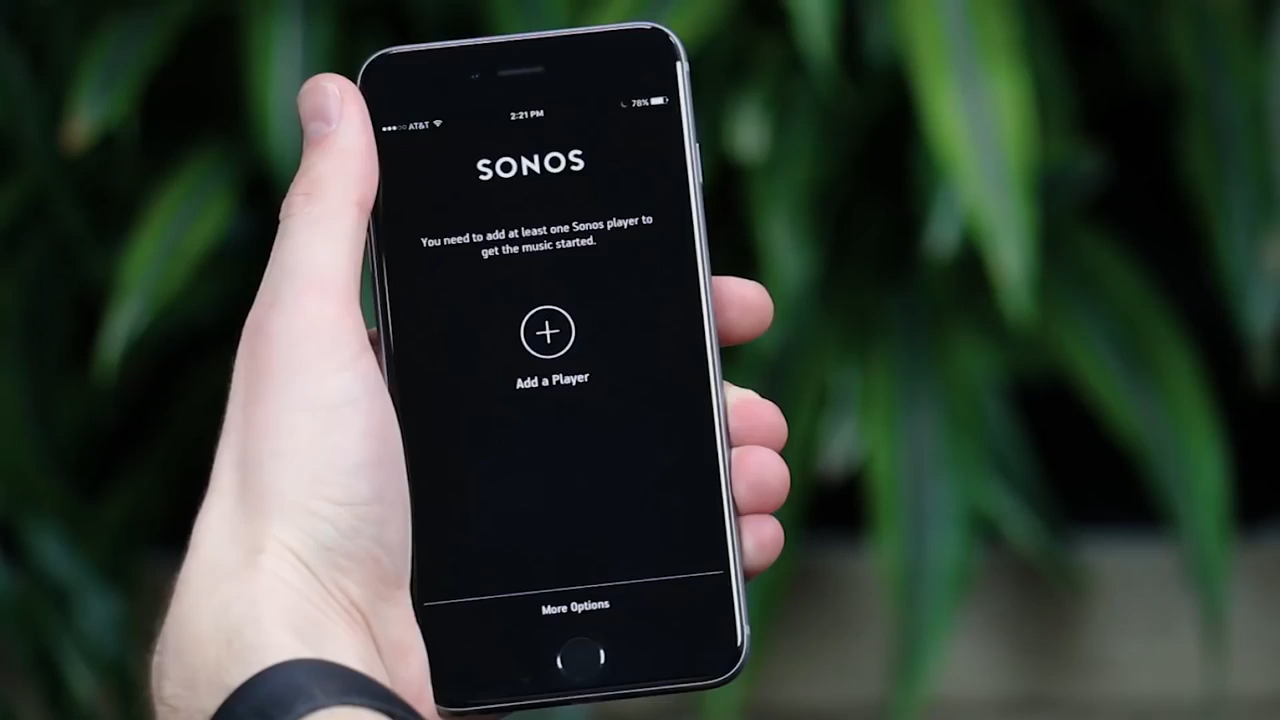 AT&T
2:21 PM
78%
SONOS
You need to add at least one Sonos player to
get the music started.
Add a Player
More Options